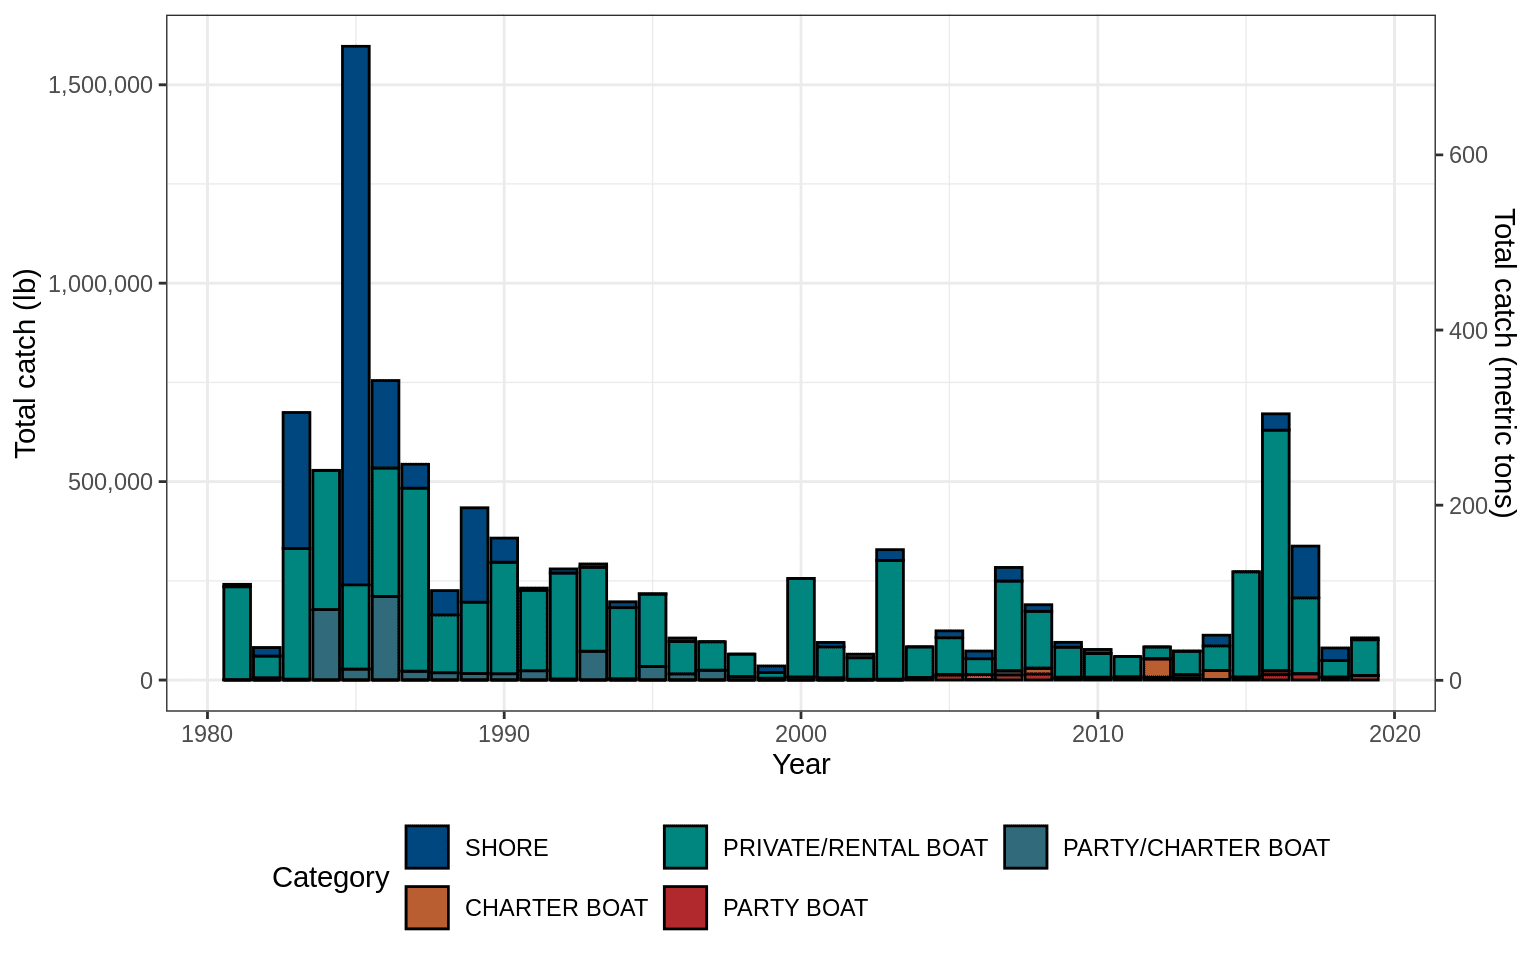 1,500,000
1,000,000
500,000
0
Total catch (lb)
600
400
200
0
Total catch (metric tons)
1980 1990 2000 2010 2020
Year
Category
SHORE PRIVATE/RENTAL BOAT PARTY/CHARTER BOAT
CHARTER BOAT PARTY BOAT